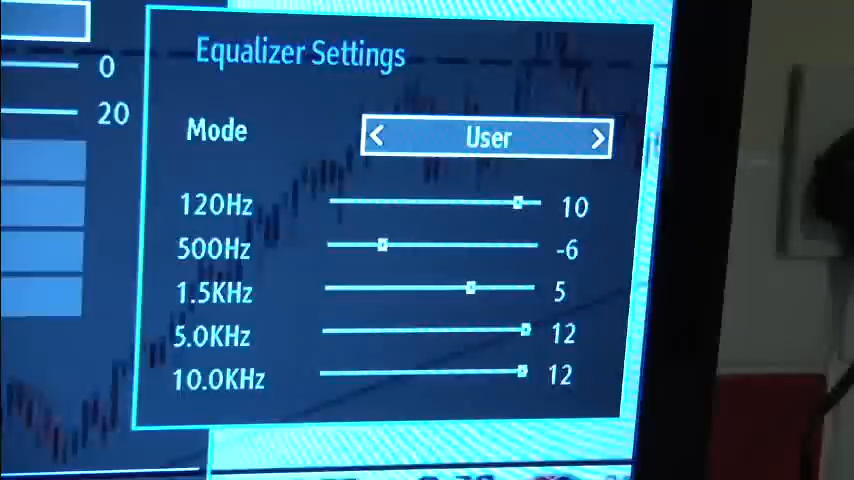 Equalizer Settings
0
20
Mode < User >
120Hz 10
500Hz -6
1.5KHz 5
5.0KHz 12
10.0KHz 12